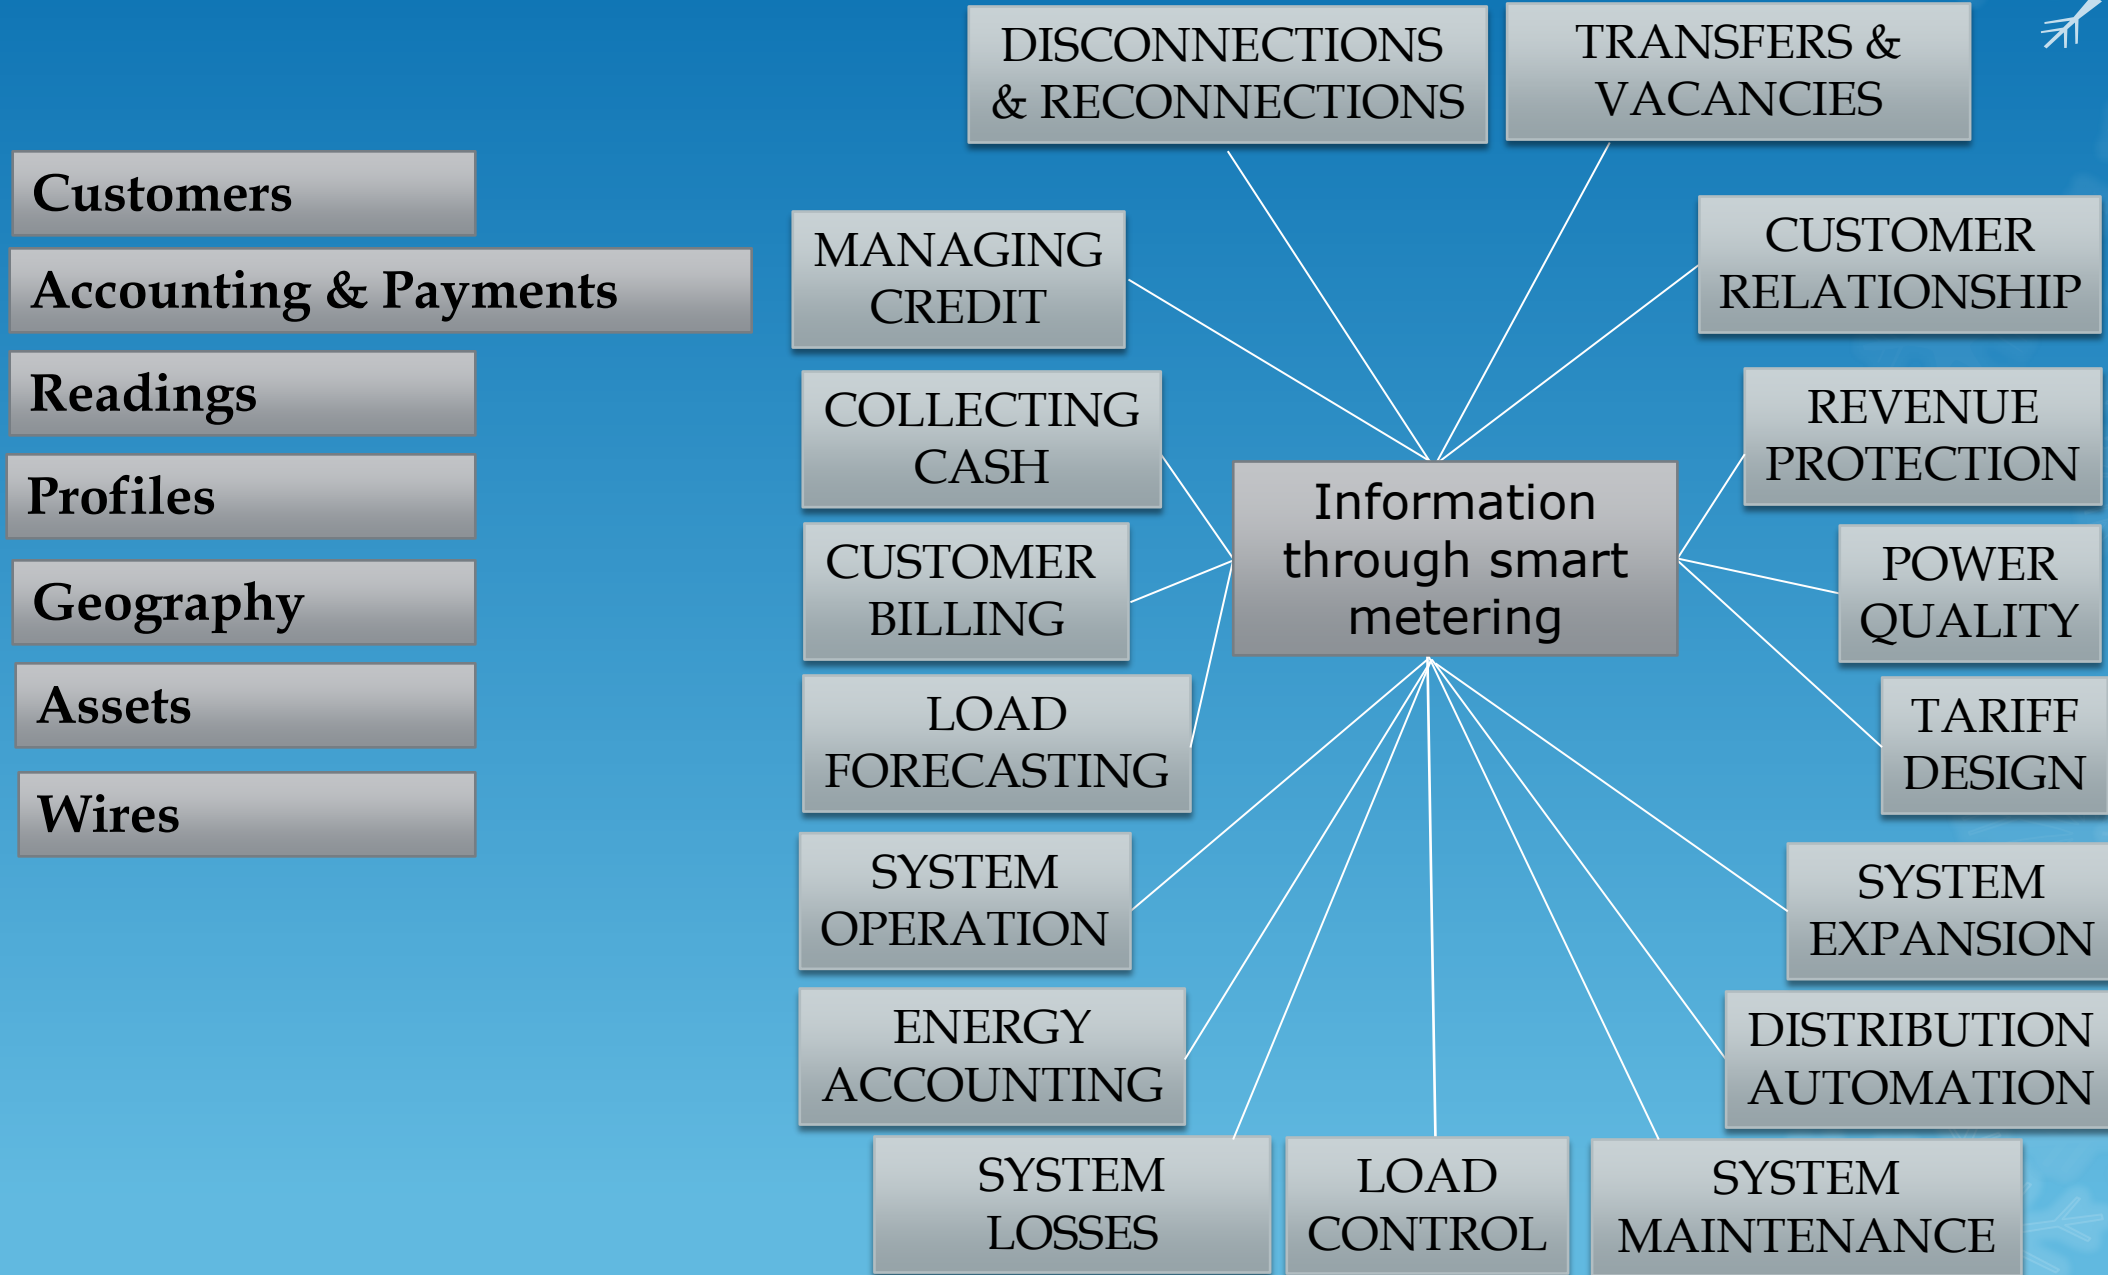 DISCONNECTIONS
& RECONNECTIONS
TRANSFERS &
VACANCIES
Customers
Accounting & Payments
Readings
Profiles
Geography
Assets
Wires
MANAGING
CREDIT
COLLECTING
CASH
CUSTOMER
BILLING
LOAD
FORECASTING
SYSTEM
OPERATION
ENERGY
ACCOUNTING
SYSTEM
LOSSES
LOAD
CONTROL
SYSTEM
MAINTENANCE
Information
through smart
metering
CUSTOMER
RELATIONSHIP
REVENUE
PROTECTION
POWER
QUALITY
TARIFF
DESIGN
SYSTEM
EXPANSION
DISTRIBUTION
AUTOMATION